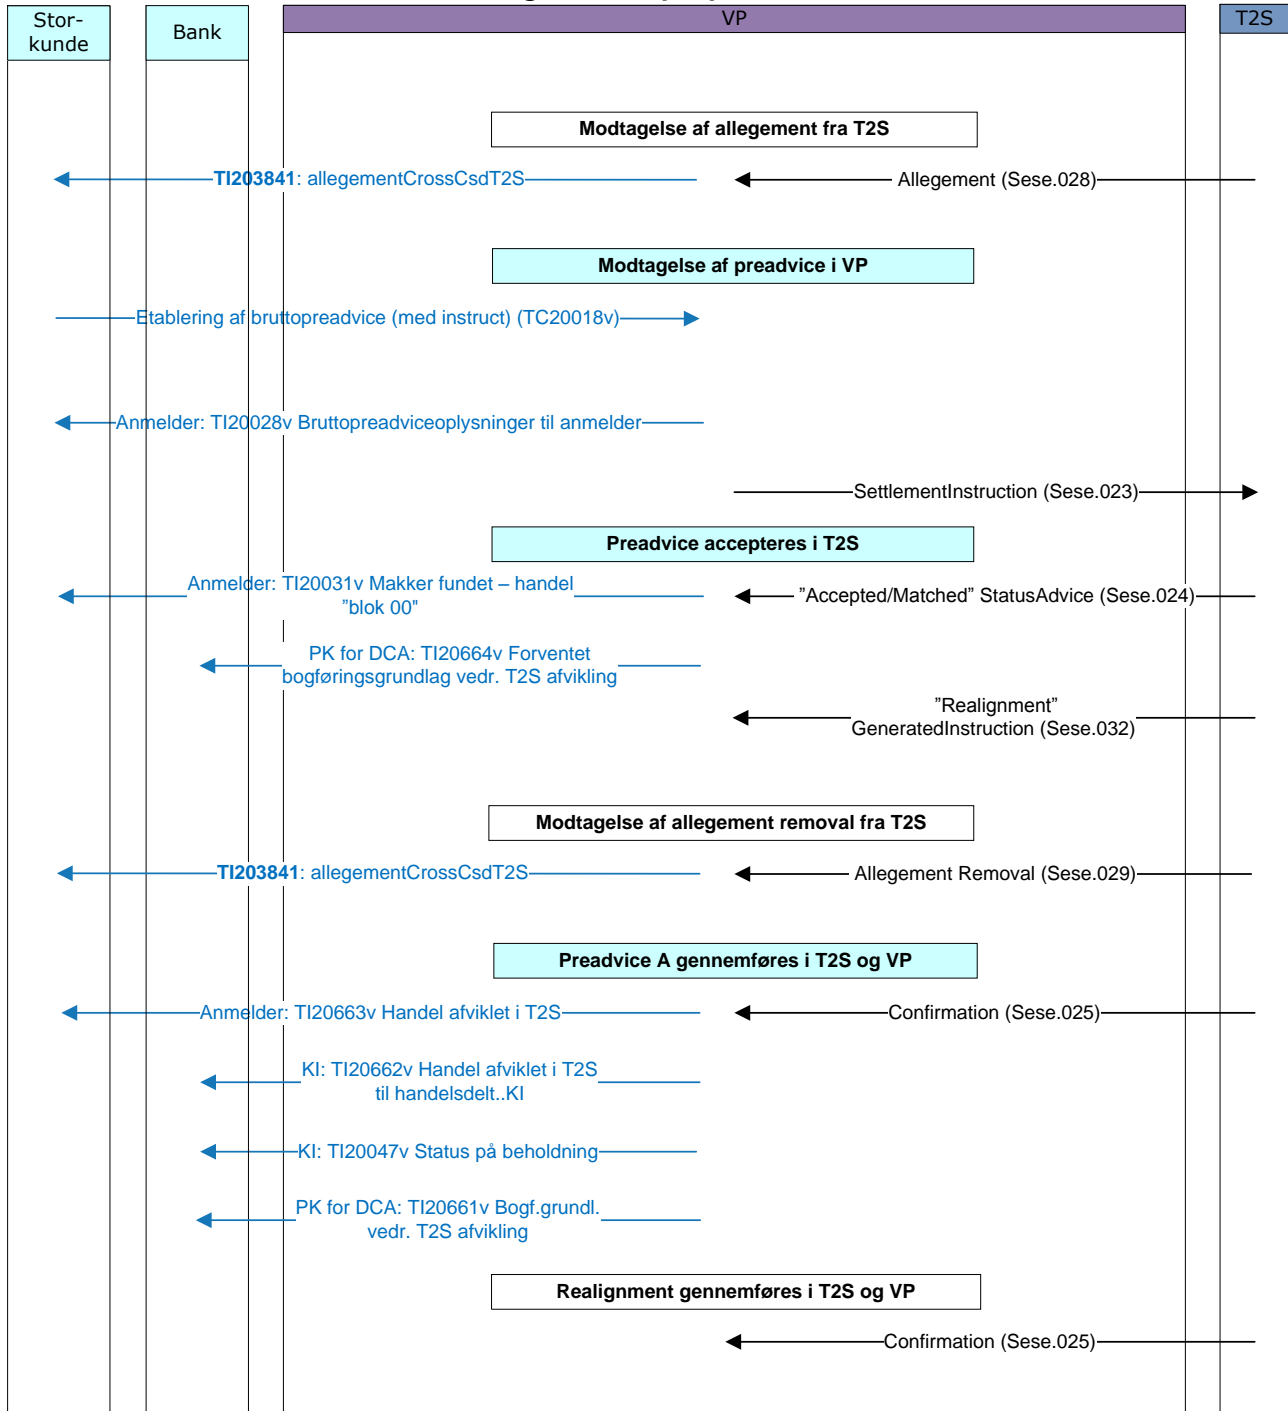 Stor-
kunde
Bank
VP
T2S
Modtagelse af allegement fra T2S
TI203841: allegementCrossCsdT2S
Allegement (Sese.028)
Modtagelse af preadvice i VP
Etablering af bruttopreadvice (med instruct) (TC20018v)
Anmelder: TI20028v Bruttopreadviceoplysninger til anmelder
SettlementInstruction (Sese.023)
Preadvice accepteres i T2S
Anmelder: TI20031v Makker fundet – handel
”blok 00"
”Accepted/Matched” StatusAdvice (Sese.024)
PK for DCA: TI20664v Forventet
bogføringsgrundlag vedr. T2S afvikling
”Realignment”
GeneratedInstruction (Sese.032)
Modtagelse af allegement removal fra T2S
TI203841: allegementCrossCsdT2S
Allegement Removal (Sese.029)
Preadvice A gennemføres i T2S og VP
Anmelder: TI20663v Handel afviklet i T2S
Confirmation (Sese.025)
KI: TI20662v Handel afviklet i T2S
til handelsdelt..KI
KI: TI20047v Status på beholdning
PK for DCA: TI20661v Bogf.grundl.
vedr. T2S afvikling
Realignment gennemføres i T2S og VP
Confirmation (Sese.025)